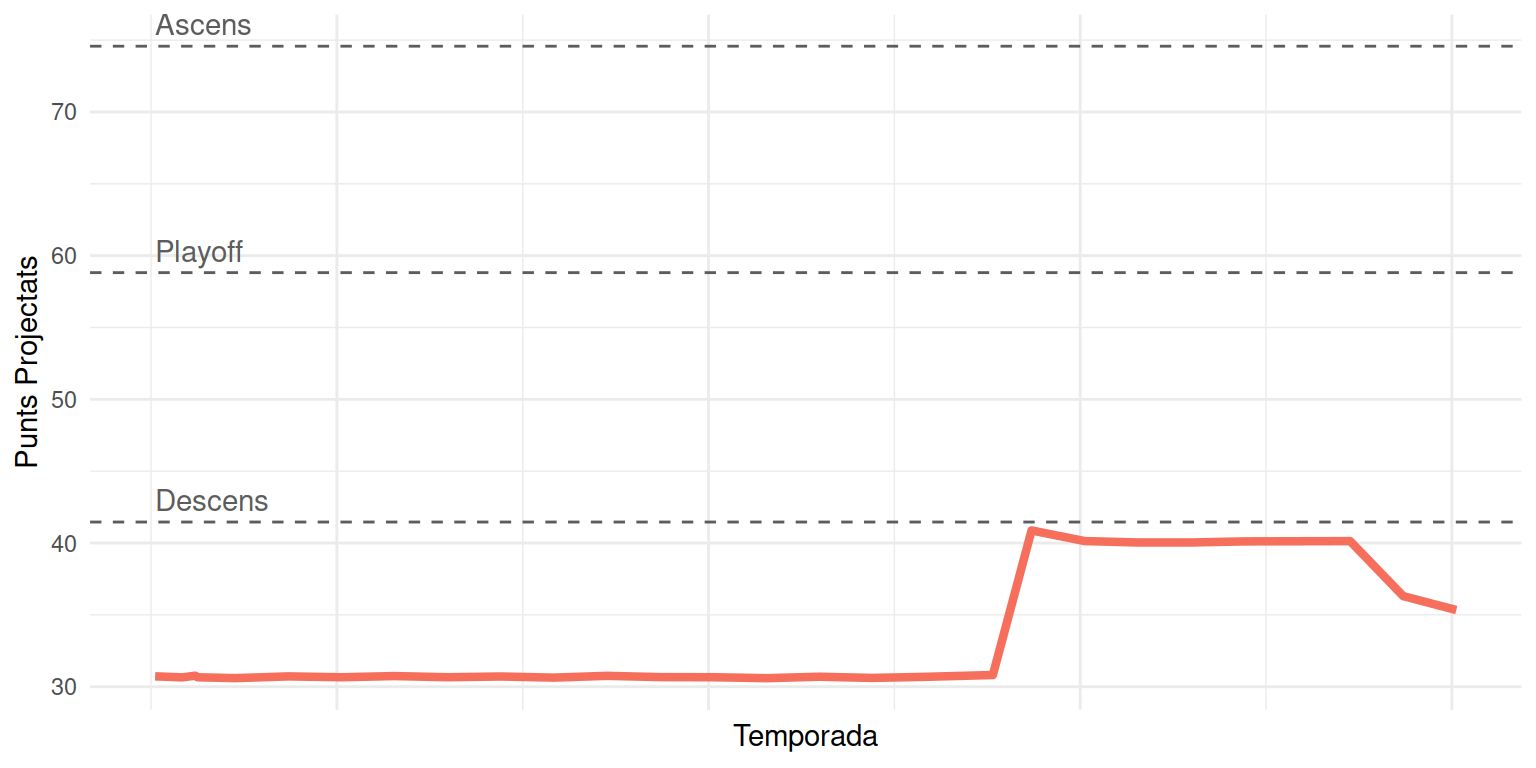 Ascens
70
Playoff
60
Punts Projectats
50
Descens
40
30
Temporada